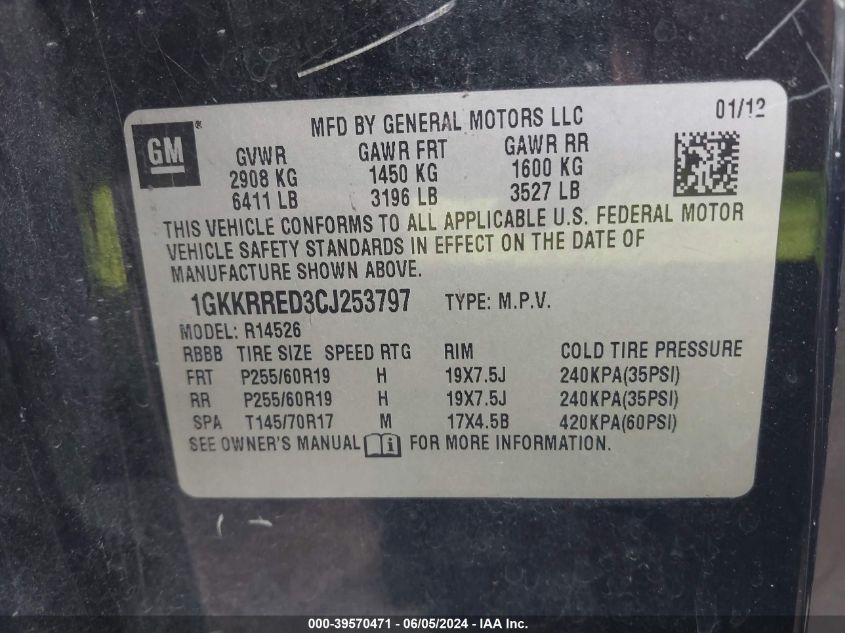 MFD BY GENERAL MOTORS LLC 01/12
GM ®
GVWR GAWR FRT GAWR RR
2908 KG 1450 KG 1600 KG
6411 LB 3196 LB 3527 LB
THIS VEHICLE CONFORMS TO ALL APPLICABLE U.S. FEDERAL MOTOR
VEHICLE SAFETY STANDARDS IN EFFECT ON THE DATE OF
MANUFACTURE SHOWN ABOVE.
1GKKRRED3CJ253797 TYPE: M.P.V.
MODEL: R14526
RBBB TIRE SIZE SPEED RTG RIM COLD TIRE PRESSURE
FRT P255/60R19 H 19X7.5J 240KPA(35PSI)
RR P255/60R19 H 19X7.5J 240KPA(35PSI)
SPA T145/70R17 M 17X4.5B 420KPA(60PSI)
SEE OWNER'S MANUAL i FOR MORE INFORMATION.
000-39570471 - 06/05/2024 - IAA Inc.